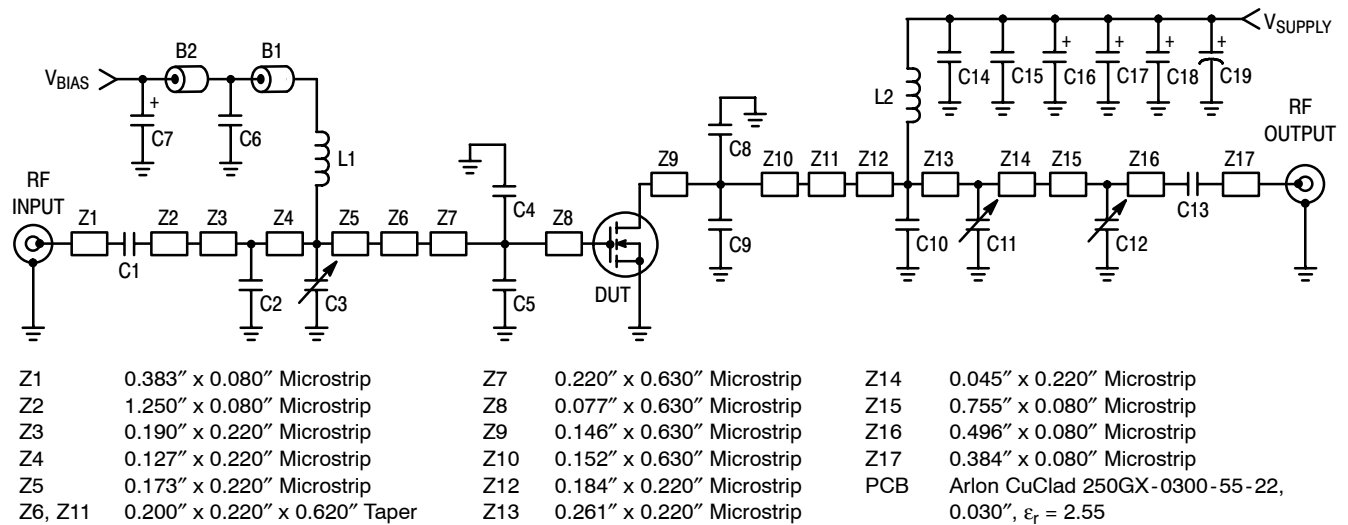 V_SUPPLY
B2 B1
V_BIAS
+ + + + +
C14 C15 C16 C17 C18 C19
C7 C6
L2
RF
OUTPUT
L1
C8
RF
INPUT
Z9 Z10 Z11 Z12 Z13 Z14 Z15 Z16 Z17
C4
Z1 Z2 Z3 Z4 Z5 Z6 Z7 Z8
C13
C9 C10 C11 C12
C1
C2 C3 C5
DUT
Z1 0.383″ x 0.080″ Microstrip
Z2 1.250″ x 0.080″ Microstrip
Z3 0.190″ x 0.220″ Microstrip
Z4 0.127″ x 0.220″ Microstrip
Z5 0.173″ x 0.220″ Microstrip
Z6, Z11 0.200″ x 0.220″ x 0.620″ Taper
Z7 0.220″ x 0.630″ Microstrip
Z8 0.077″ x 0.630″ Microstrip
Z9 0.146″ x 0.630″ Microstrip
Z10 0.152″ x 0.630″ Microstrip
Z12 0.184″ x 0.220″ Microstrip
Z13 0.261″ x 0.220″ Microstrip
Z14 0.045″ x 0.220″ Microstrip
Z15 0.755″ x 0.080″ Microstrip
Z16 0.496″ x 0.080″ Microstrip
Z17 0.384″ x 0.080″ Microstrip
PCB Arlon CuClad 250GX-0300-55-22,
0.030″, εr = 2.55